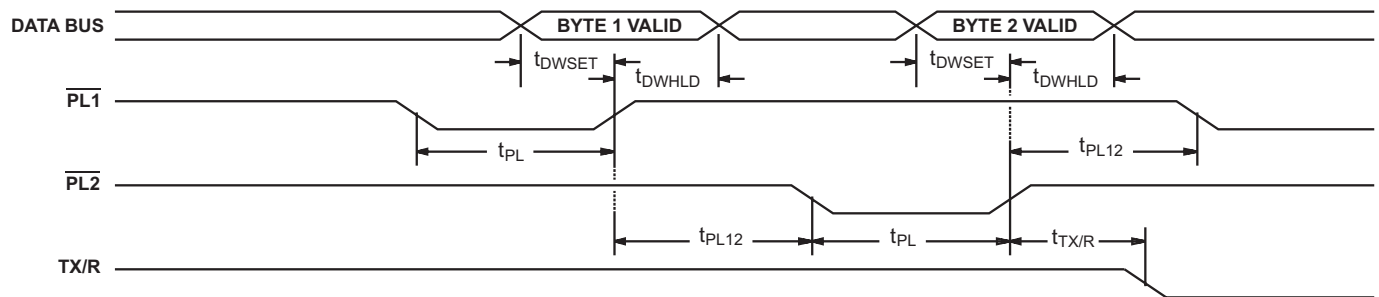 DATA BUS
BYTE 1 VALID
BYTE 2 VALID
tDWSET
tDWHLD
tDWSET
tDWHLD
PL1
tPL
tPL12
PL2
tPL12
tPL
tTX/R
TX/R